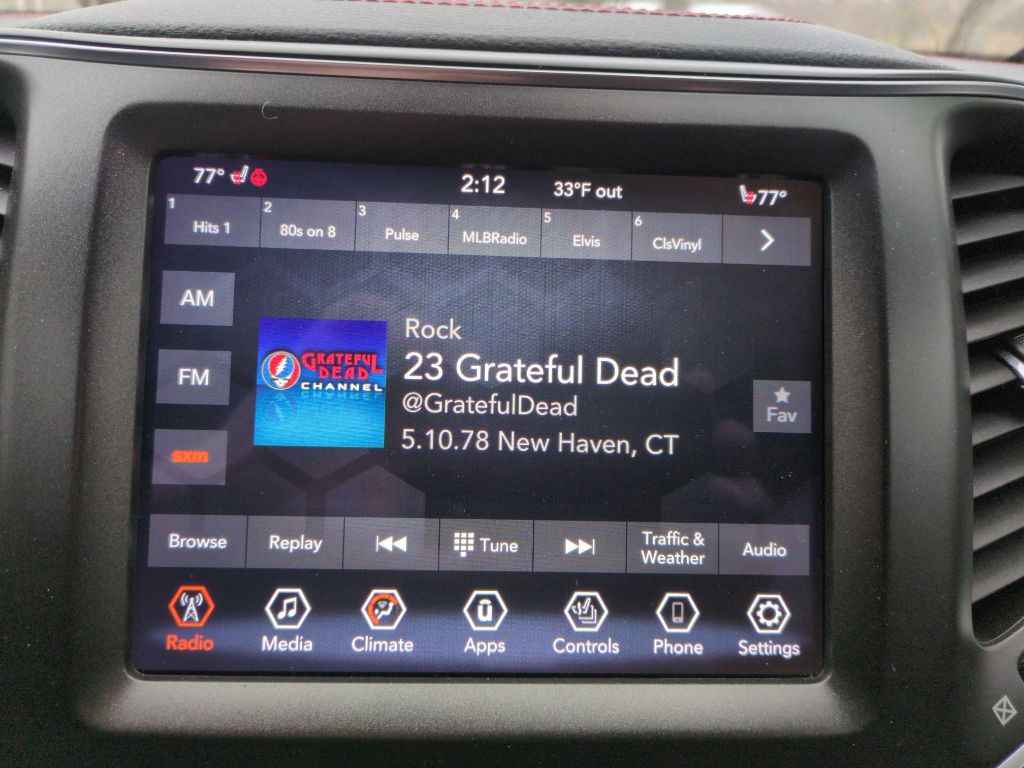 77°
2:12
33°F out
77°
1 Hits 1
2 80s on 8
3 Pulse
4 MLBRadio
5 Elvis
6 ClsVinyl
AM
FM
sxm
GRATEFUL
DEAD
CHANNEL
Rock
23 Grateful Dead
@GratefulDead
5.10.78 New Haven, CT
Fav
Browse
Replay
Tune
Traffic &
Weather
Audio
Radio
Media
Climate
Apps
Controls
Phone
Settings